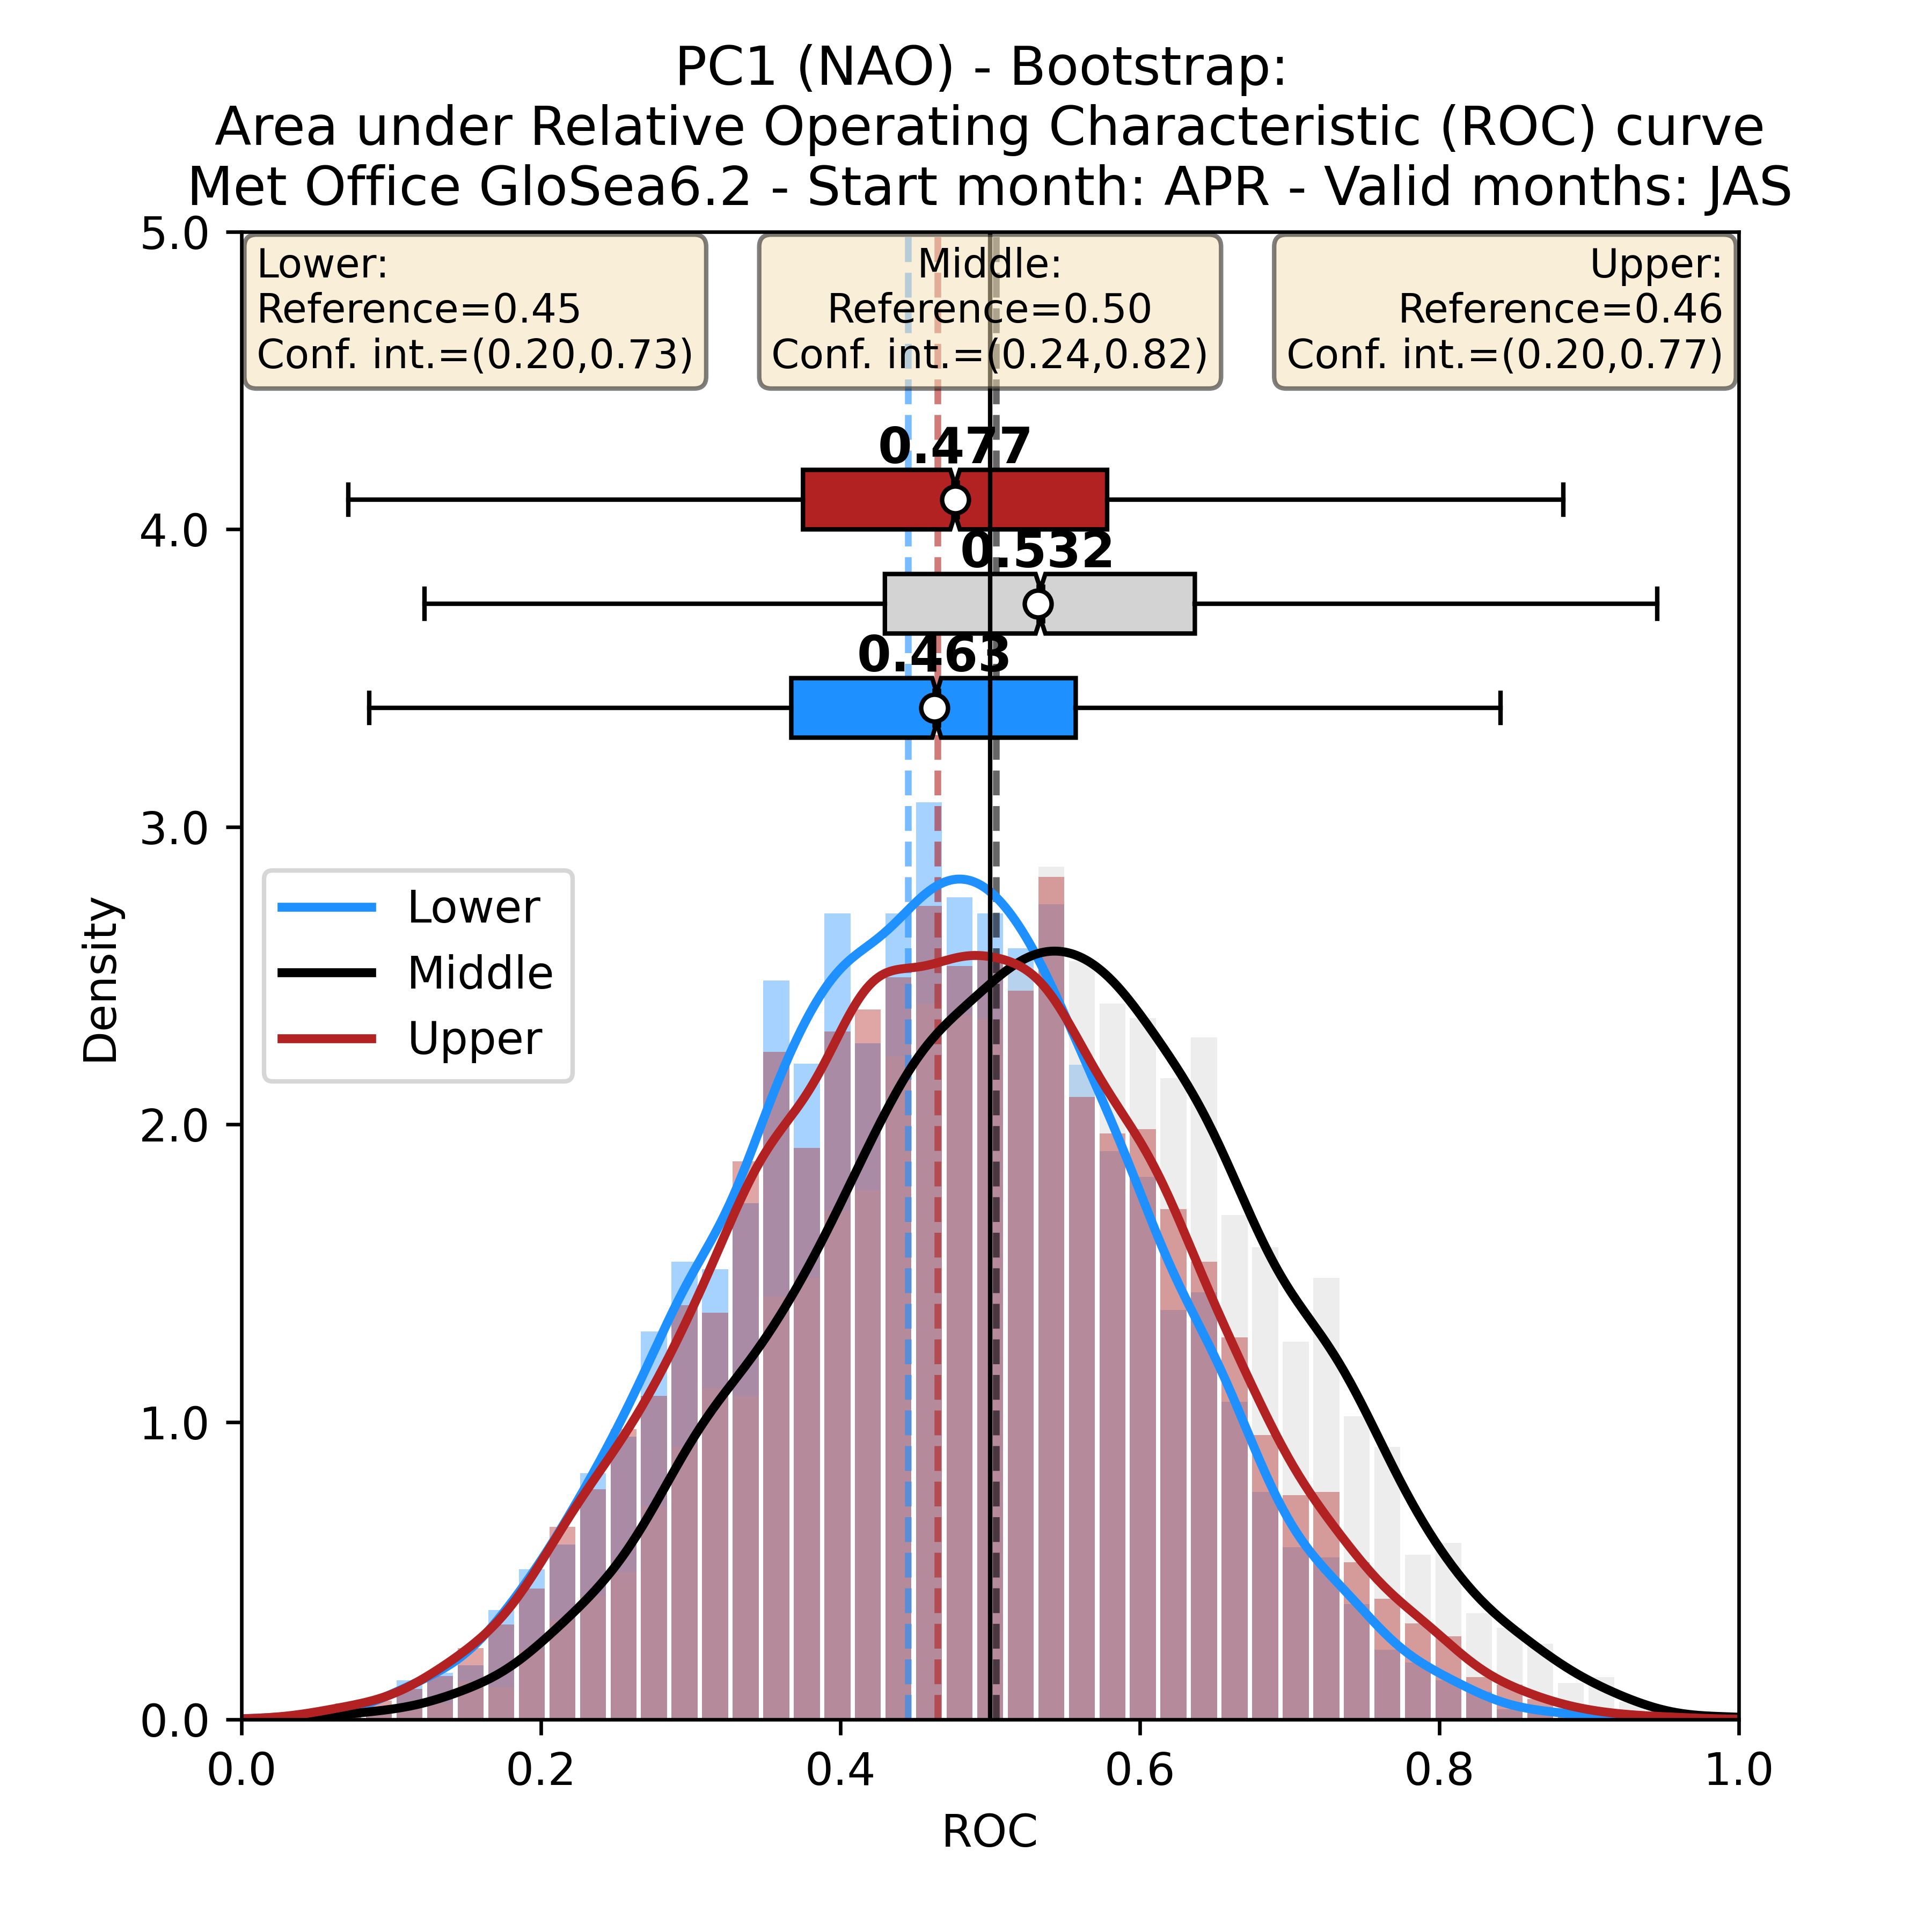 PC1 (NAO) - Bootstrap:
Area under Relative Operating Characteristic (ROC) curve
Met Office GloSea6.2 - Start month: APR - Valid months: JAS
Lower:
Reference=0.45
Conf. int.=(0.20,0.73)
Middle:
Reference=0.50
Conf. int.=(0.24,0.82)
Upper:
Reference=0.46
Conf. int.=(0.20,0.77)
0.477
0.532
0.463
5.0
4.0
3.0
2.0
1.0
0.0
Density
Lower
Middle
Upper
0.0 0.2 0.4 0.6 0.8 1.0
ROC